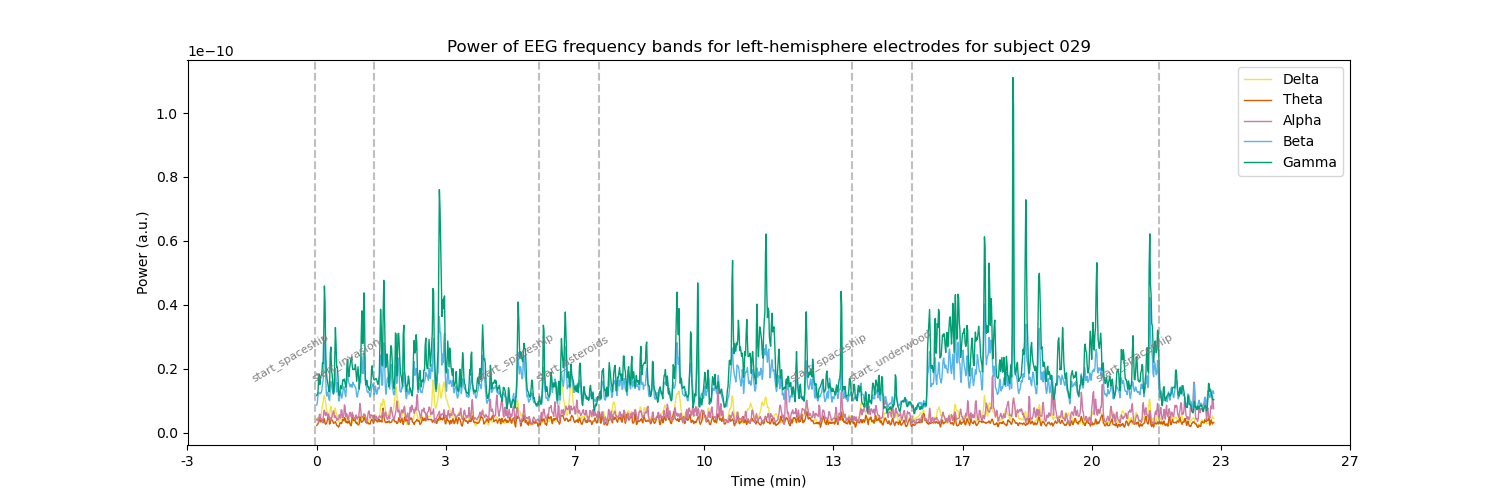 Power of EEG frequency bands for left-hemisphere electrodes for subject 029
1e−10
Delta
Theta
Alpha
Beta
Gamma
1.0
0.8
0.6
0.4
0.2
0.0
Power (a.u.)
start_spaceship
start_invasion
start_spaceship
start_asteroids
start_spaceship
start_underwood
start_spaceship
-3 0 3 7 10 13 17 20 23 27
Time (min)